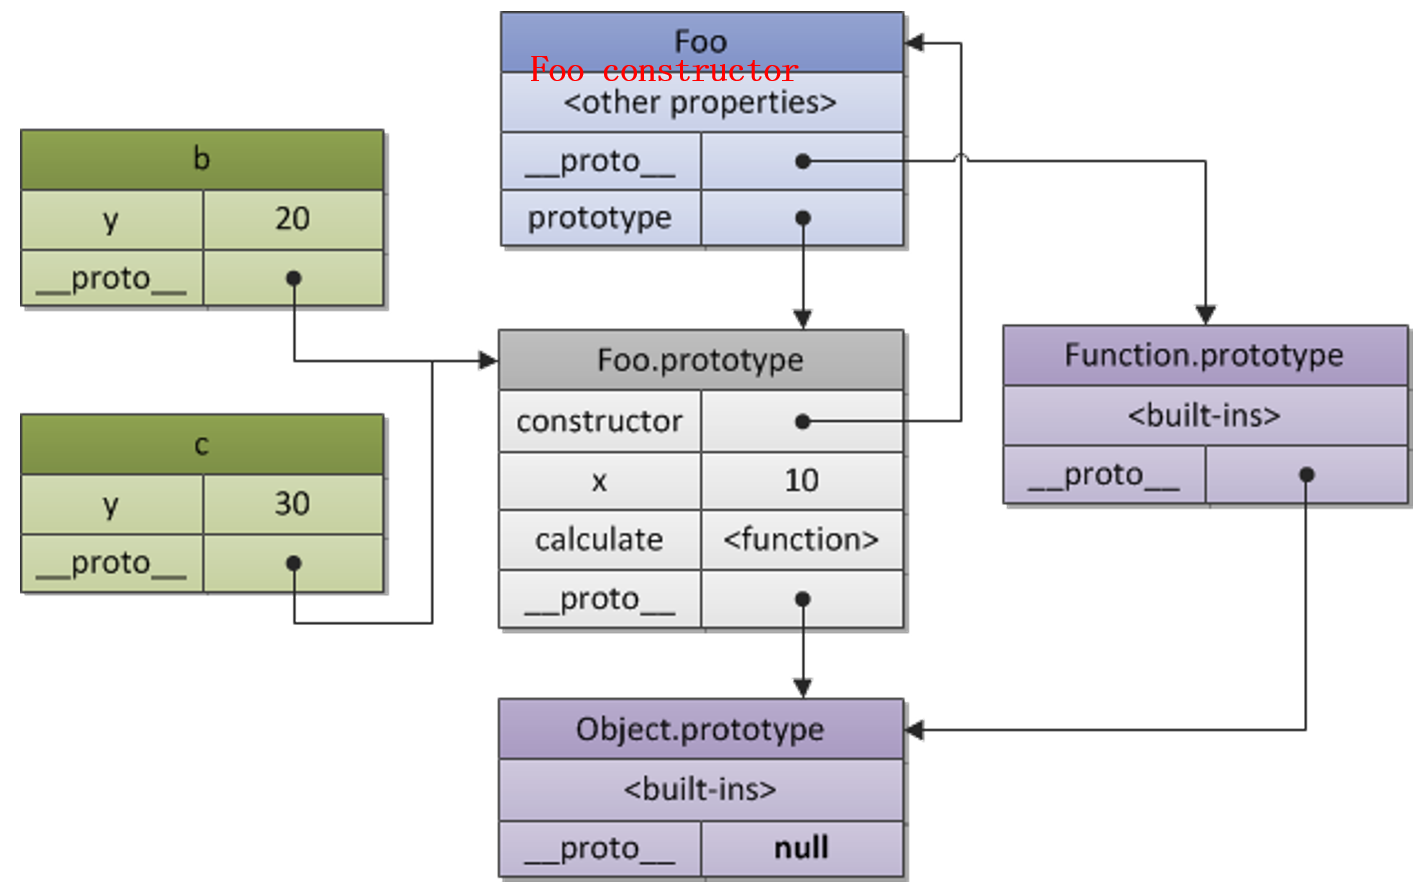 Foo
Foo constructor
<other properties>
__proto__
prototype
b
y 20
__proto__
c
y 30
__proto__
Foo.prototype
constructor
x 10
calculate <function>
__proto__
Function.prototype
<built-ins>
__proto__
Object.prototype
<built-ins>
__proto__ null